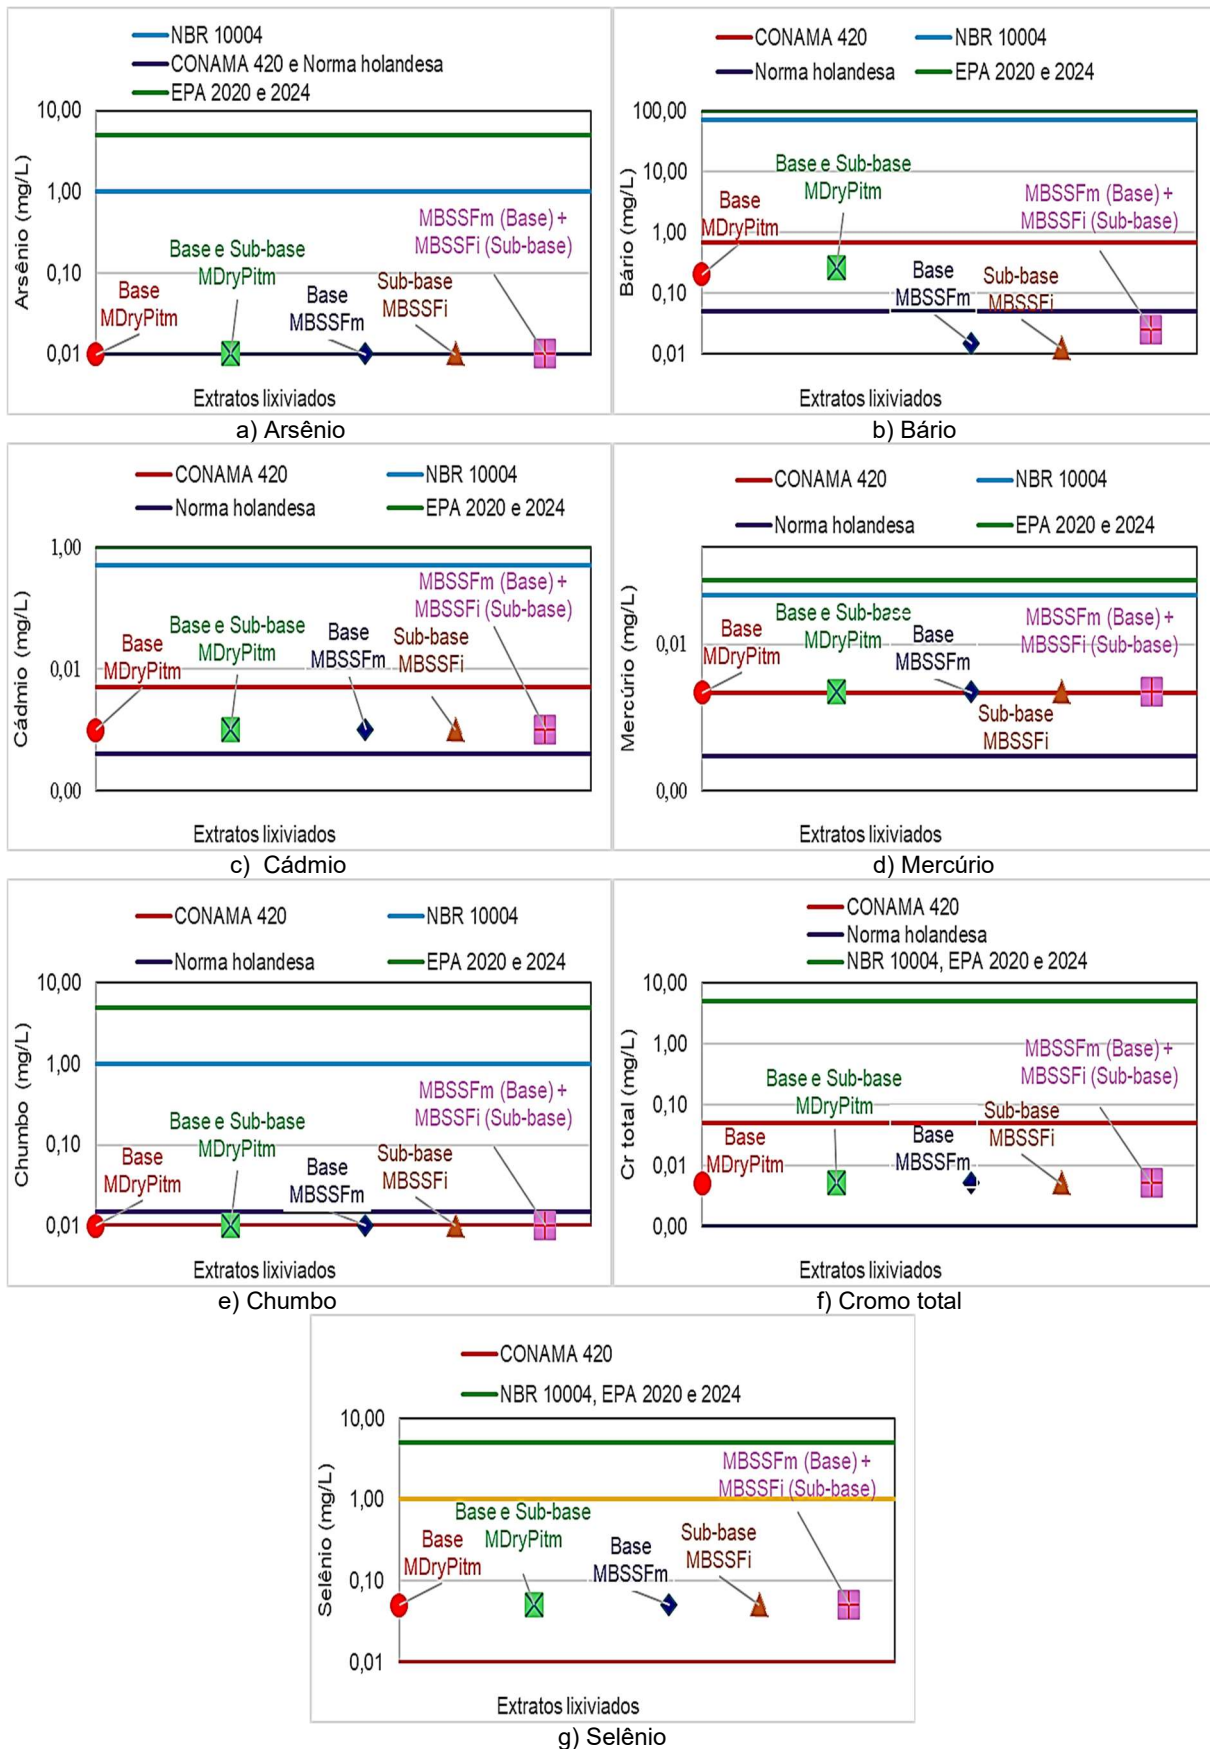 NBR 10004
CONAMA 420 e Norma holandesa
EPA 2020 e 2024
10,00
1,00
0,10
0,01
Arsênio (mg/L)
Base
MDryPitm
Base e Sub-base
MDryPitm
Base
MBSSFm
Sub-base
MBSSFi
MBSSFm (Base) +
MBSSFi (Sub-base)
Extratos lixiviados
a) Arsênio
CONAMA 420
NBR 10004
Norma holandesa
EPA 2020 e 2024
100,00
10,00
1,00
0,10
0,01
Bário (mg/L)
Base
MDryPitm
Base e Sub-base
MDryPitm
Base
MBSSFm
Sub-base
MBSSFi
MBSSFm (Base) +
MBSSFi (Sub-base)
Extratos lixiviados
b) Bário
CONAMA 420
NBR 10004
Norma holandesa
EPA 2020 e 2024
1,00
0,01
0,00
Cádmio (mg/L)
Base
MDryPitm
Base e Sub-base
MDryPitm
Base
MBSSFm
Sub-base
MBSSFi
MBSSFm (Base) +
MBSSFi (Sub-base)
Extratos lixiviados
c) Cádmio
CONAMA 420
NBR 10004
Norma holandesa
EPA 2020 e 2024
0,01
0,00
Mercúrio (mg/L)
Base
MDryPitm
Base e Sub-base
MDryPitm
Base
MBSSFm
Sub-base
MBSSFi
MBSSFm (Base) +
MBSSFi (Sub-base)
Extratos lixiviados
d) Mercúrio
CONAMA 420
NBR 10004
Norma holandesa
EPA 2020 e 2024
10,00
1,00
0,10
0,01
Chumbo (mg/L)
Base
MDryPitm
Base e Sub-base
MDryPitm
Base
MBSSFm
Sub-base
MBSSFi
MBSSFm (Base) +
MBSSFi (Sub-base)
Extratos lixiviados
e) Chumbo
CONAMA 420
Norma holandesa
NBR 10004, EPA 2020 e 2024
10,00
1,00
0,10
0,01
0,00
Cr total (mg/L)
Base
MDryPitm
Base e Sub-base
MDryPitm
Base
MBSSFm
Sub-base
MBSSFi
MBSSFm (Base) +
MBSSFi (Sub-base)
Extratos lixiviados
f) Cromo total
CONAMA 420
NBR 10004, EPA 2020 e 2024
10,00
1,00
0,10
0,01
Selênio (mg/L)
Base
MDryPitm
Base e Sub-base
MDryPitm
Base
MBSSFm
Sub-base
MBSSFi
MBSSFm (Base) +
MBSSFi (Sub-base)
Extratos lixiviados
g) Selênio